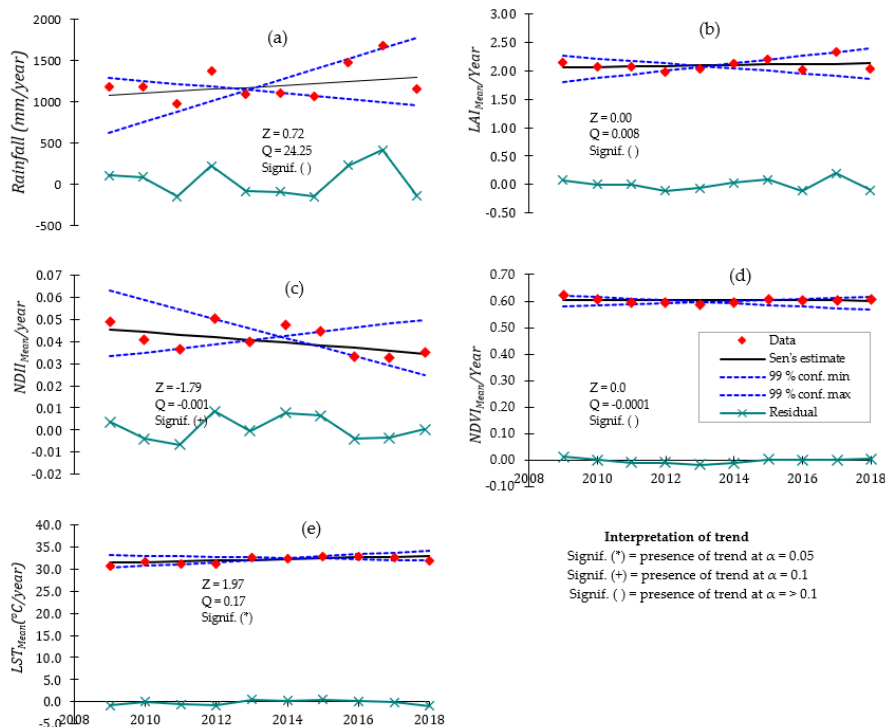 (a)
Rainfall (mm/year)
2000
1500
1000
500
0
-500
Z = 0.72
Q = 24.25
Signif. ( )
(b)
LAI Mean/Year
3.00
2.50
2.00
1.50
1.00
0.50
0.00
-0.50
Z = 0.00
Q = 0.008
Signif. ( )
(c)
NDII Mean/year
0.07
0.06
0.05
0.04
0.03
0.02
0.01
0.00
-0.01
-0.02
Z = -1.79
Q = -0.001
Signif. (+)
(d)
NDVI Mean/Year
0.70
0.60
0.50
0.40
0.30
0.20
0.10
0.00
-0.10
2008 2010 2012 2014 2016 2018
Z = 0.0
Q = -0.0001
Signif. ( )
Data
Sen's estimate
99 % conf. min
99 % conf. max
Residual
(e)
LST Mean(°C/year)
40.0
35.0
30.0
25.0
20.0
15.0
10.0
5.0
0.0
-5.0
2008 2010 2012 2014 2016 2018
Z = 1.97
Q = 0.17
Signif. (*)
Interpretation of trend
Signif. (*) = presence of trend at α = 0.05
Signif. (+) = presence of trend at α = 0.1
Signif. ( ) = presence of trend at α = > 0.1